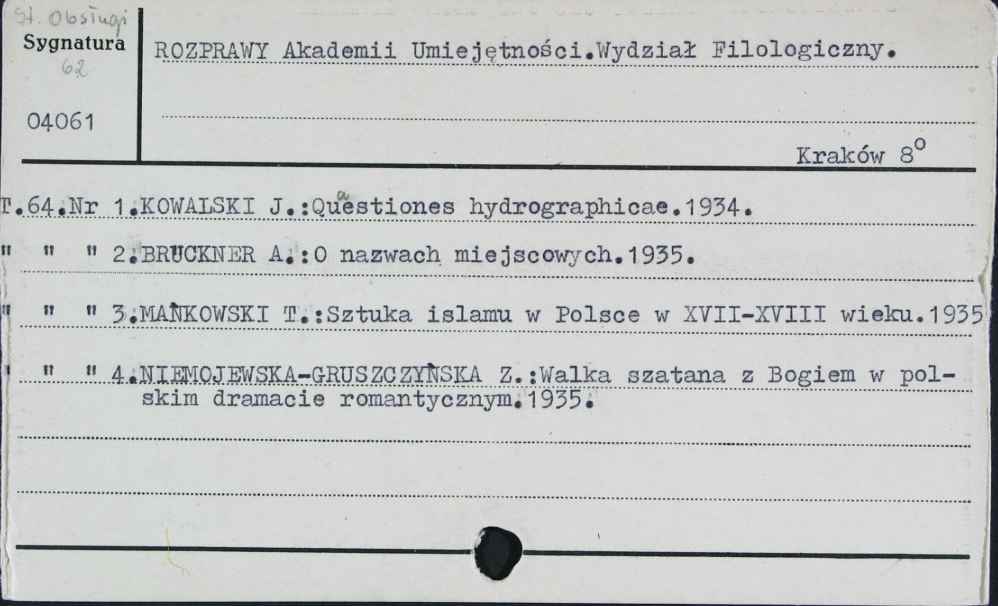 St. Obsługi
Sygnatura
62
04061
ROZPRAWY Akademii Umiejętności.Wydział Filologiczny.
Kraków 8⁰
T.64.Nr 1.KOWALSKI J.:Quaestiones hydrographicae.1934.
" " " 2.BRUCKNER A.:O nazwach miejscowych.1935.
" " " 3.MAŃKOWSKI T.:Sztuka islamu w Polsce w XVII-XVIII wieku.1935
" " " 4.NIEMOJEWSKA-GRUSZCZYŃSKA Z.:Walka szatana z Bogiem w pol-
skim dramacie romantycznym.1935.